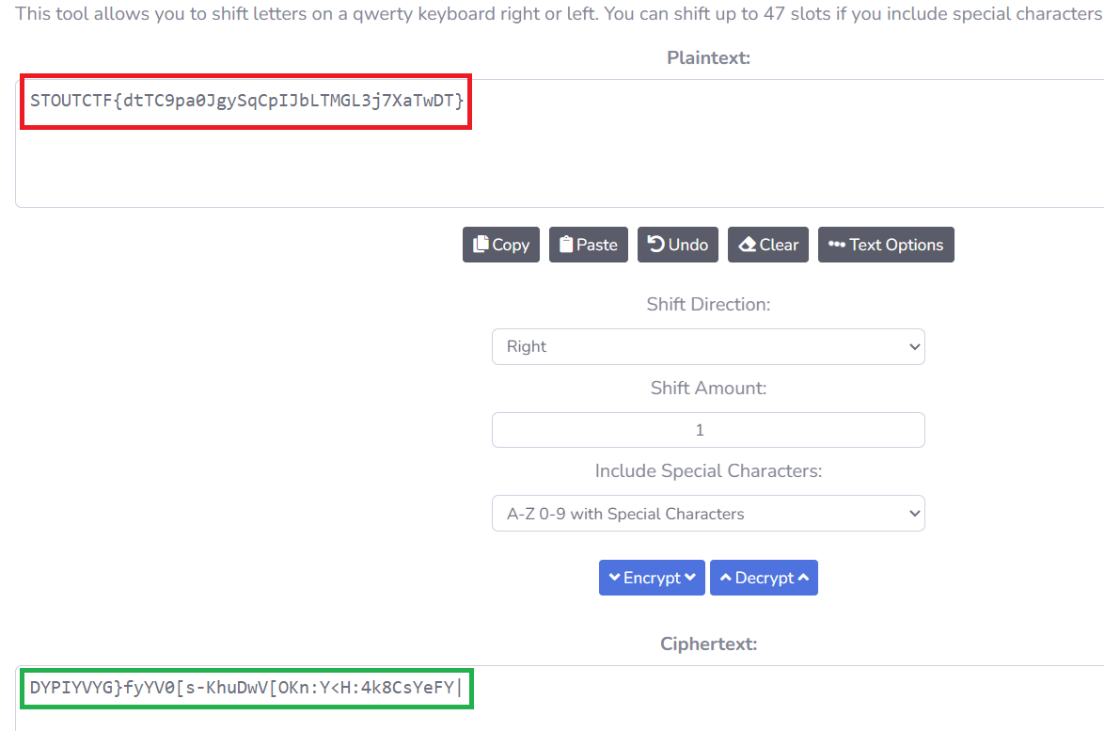 This tool allows you to shift letters on a qwerty keyboard right or left. You can shift up to 47 slots if you include special characters
Plaintext:
STOUTCTF{dtTC9pa0JgySqCpIJbLTMGL3j7XaTwDT}
Copy Paste Undo Clear Text Options
Shift Direction:
Right
Shift Amount:
1
Include Special Characters:
A-Z 0-9 with Special Characters
Encrypt Decrypt
Ciphertext:
DYPIYVYG}fyYV0[s-KhuDwV[OKn:Y<H:4k8CsYeFY|